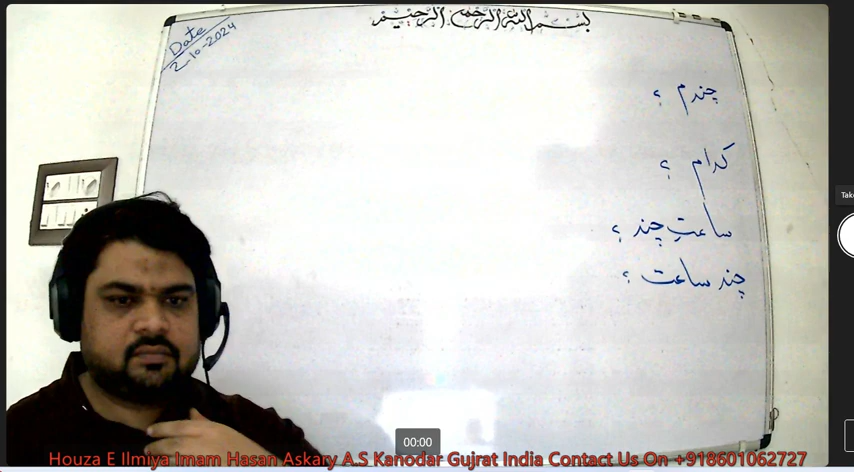 بسم الله الرحمن الرحیم
Date
2-10-2024
چندم ؟
کدام ؟
ساعتِ چند ؟
چند ساعت ؟
Take
00:00
Houza E Ilmiya Imam Hasan Askary A.S Kanodar Gujrat India Contact Us On +918601062727